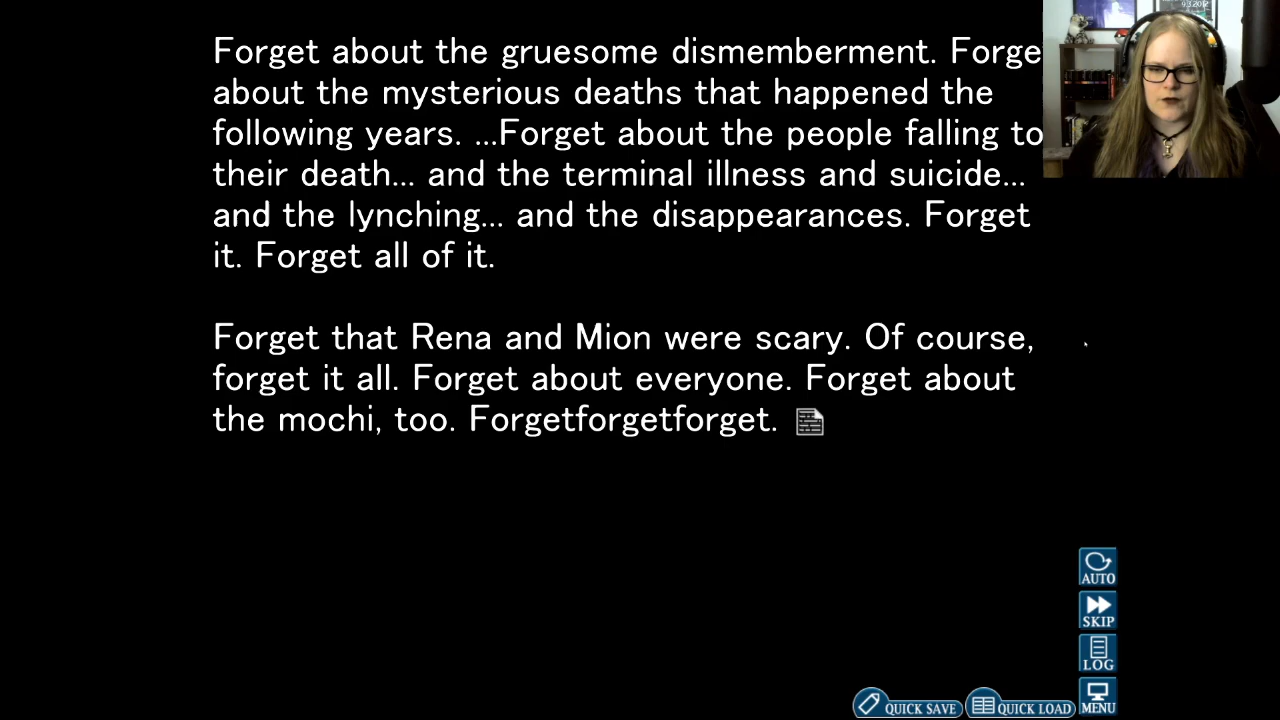 Forget about the gruesome dismemberment. Forge
about the mysterious deaths that happened the
following years. ...Forget about the people falling to
their death... and the terminal illness and suicide...
and the lynching... and the disappearances. Forget
it. Forget all of it.
Forget that Rena and Mion were scary. Of course,
forget it all. Forget about everyone. Forget about
the mochi, too. Forgetforgetforget.
AUTO
SKIP
LOG
MENU
QUICK SAVE
QUICK LOAD